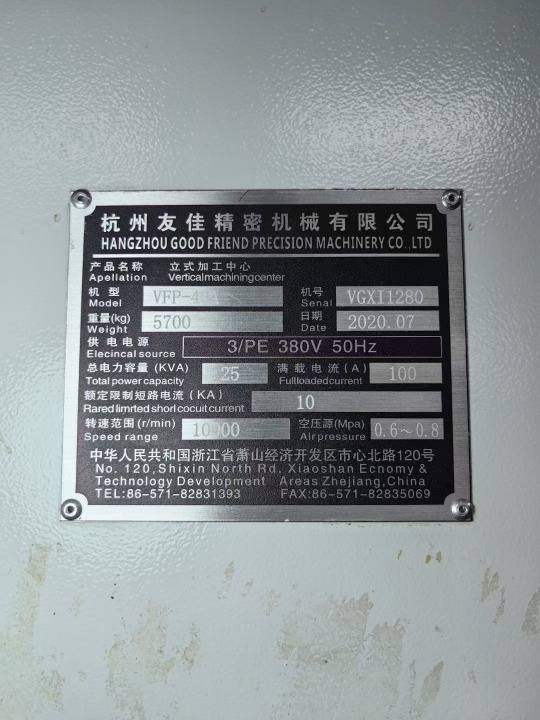 杭州友佳精密机械有限公司
HANGZHOU GOOD FRIEND PRECISION MACHINERY CO.,LTD
产品名称 立式加工中心
Apellation Verticalmachiningcenter
机型 机号 VGXI1280
Model Senal
重量(kg) 5700 日期 2020.07
Weight Date
供电电源 3/PE 380V 50Hz
Elecincal source
总电力容量 (KVA) 25 满载电流 (A) 100
Total power capacity Fullloadedcurrent
额定限制短路电流 (KA) 10
Rared limrted short cocuit current
转速范围 (r/min) 10000 空压源(Mpa) 0.6~0.8
Speed range Airpressure
中华人民共和国浙江省萧山经济开发区市心北路120号
No. 120,Shixin North Rd, Xiaoshan Ecnomy &
Technology Development Areas Zhejiang,China
TEL:86-571-82831393 FAX:86-571-82835069